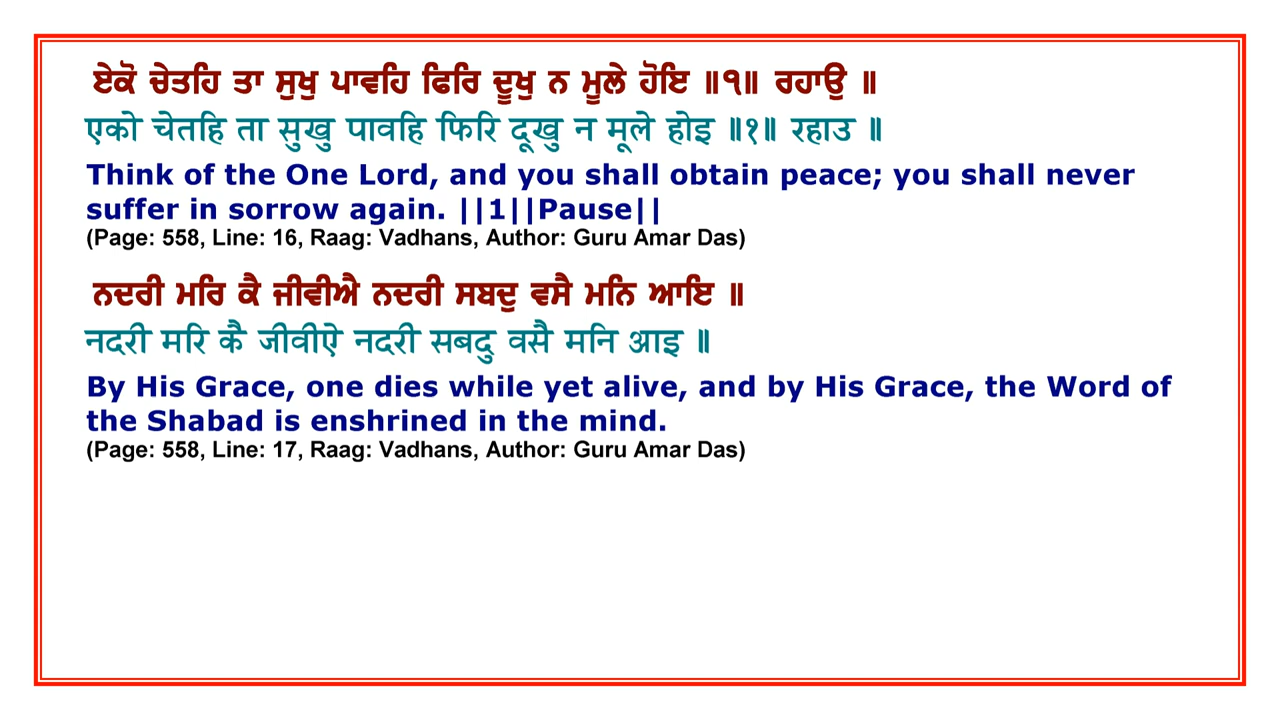 ਏਕੋ ਚੇਤਹਿ ਤਾ ਸੁਖੁ ਪਾਵਹਿ ਫਿਰਿ ਦੂਖੁ ਨ ਮੂਲੇ ਹੋਇ ॥੧॥ ਰਹਾਉ ॥
एको चेतहि ता सुखु पावहि फिरि दूखु न मूले होइ ॥१॥ रहाउ ॥
Think of the One Lord, and you shall obtain peace; you shall never
suffer in sorrow again. ||1||Pause||
(Page: 558, Line: 16, Raag: Vadhans, Author: Guru Amar Das)
ਨਦਰੀ ਮਰਿ ਕੈ ਜੀਵੀਐ ਨਦਰੀ ਸਬਦੁ ਵਸੈ ਮਨਿ ਆਇ ॥
नदरी मरि कै जीवीऐ नदरी सबदु वसै मनि आइ ॥
By His Grace, one dies while yet alive, and by His Grace, the Word of
the Shabad is enshrined in the mind.
(Page: 558, Line: 17, Raag: Vadhans, Author: Guru Amar Das)